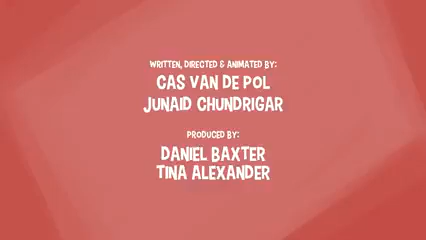 WRITTEN, DIRECTED & ANIMATED BY:
CAS VAN DE POL
JUNAID CHUNDRIGAR
PRODUCED BY:
DANIEL BAXTER
TINA ALEXANDER